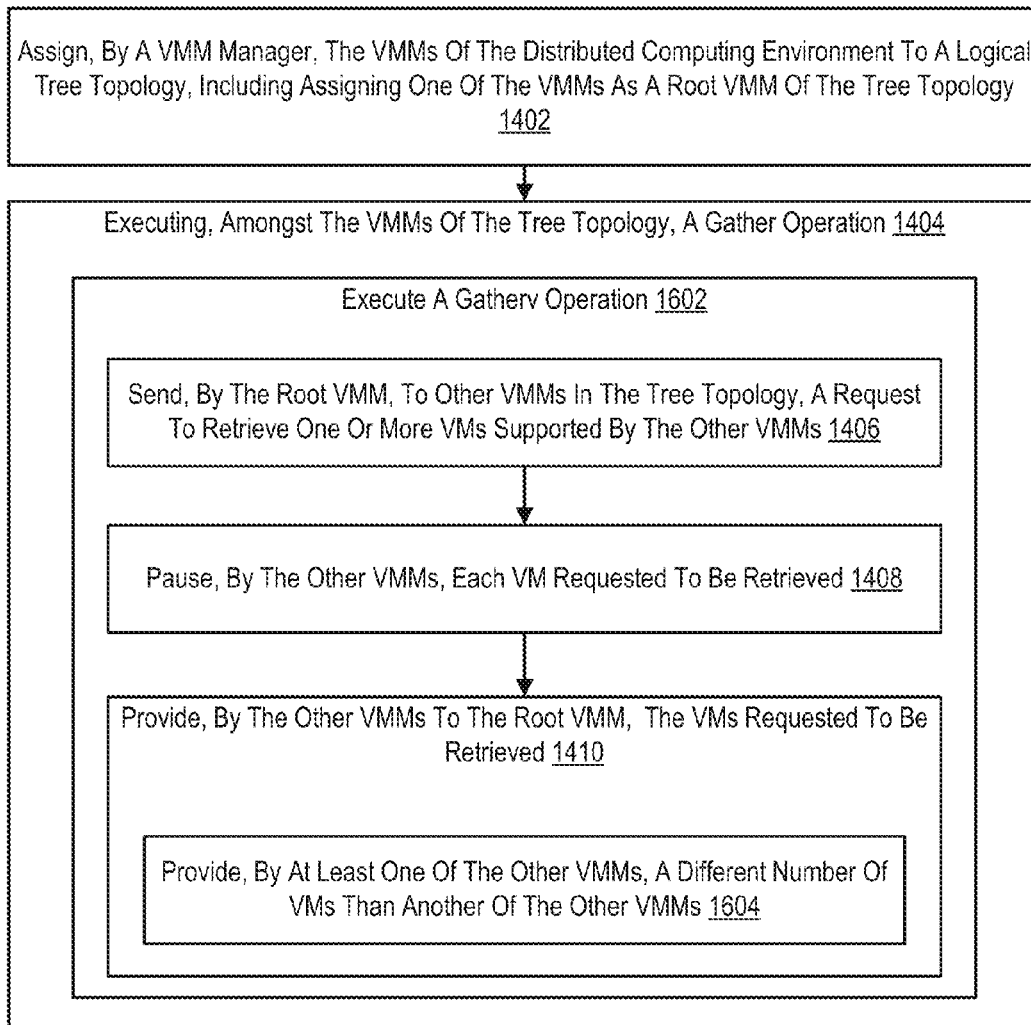 Assign, By A VMM Manager, The VMMs Of The Distributed Computing Environment To A Logical
Tree Topology, Including Assigning One Of The VMMs As A Root VMM Of The Tree Topology
1402
Executing, Amongst The VMMs Of The Tree Topology, A Gather Operation 1404
Execute A Gatherv Operation 1602
Send, By The Root VMM, To Other VMMs In The Tree Topology, A Request
To Retrieve One Or More VMs Supported By The Other VMMs 1406
Pause, By The Other VMMs, Each VM Requested To Be Retrieved 1408
Provide, By The Other VMMs To The Root VMM, The VMs Requested To Be
Retrieved 1410
Provide, By At Least One Of The Other VMMs, A Different Number Of
VMs Than Another Of The Other VMMs 1604